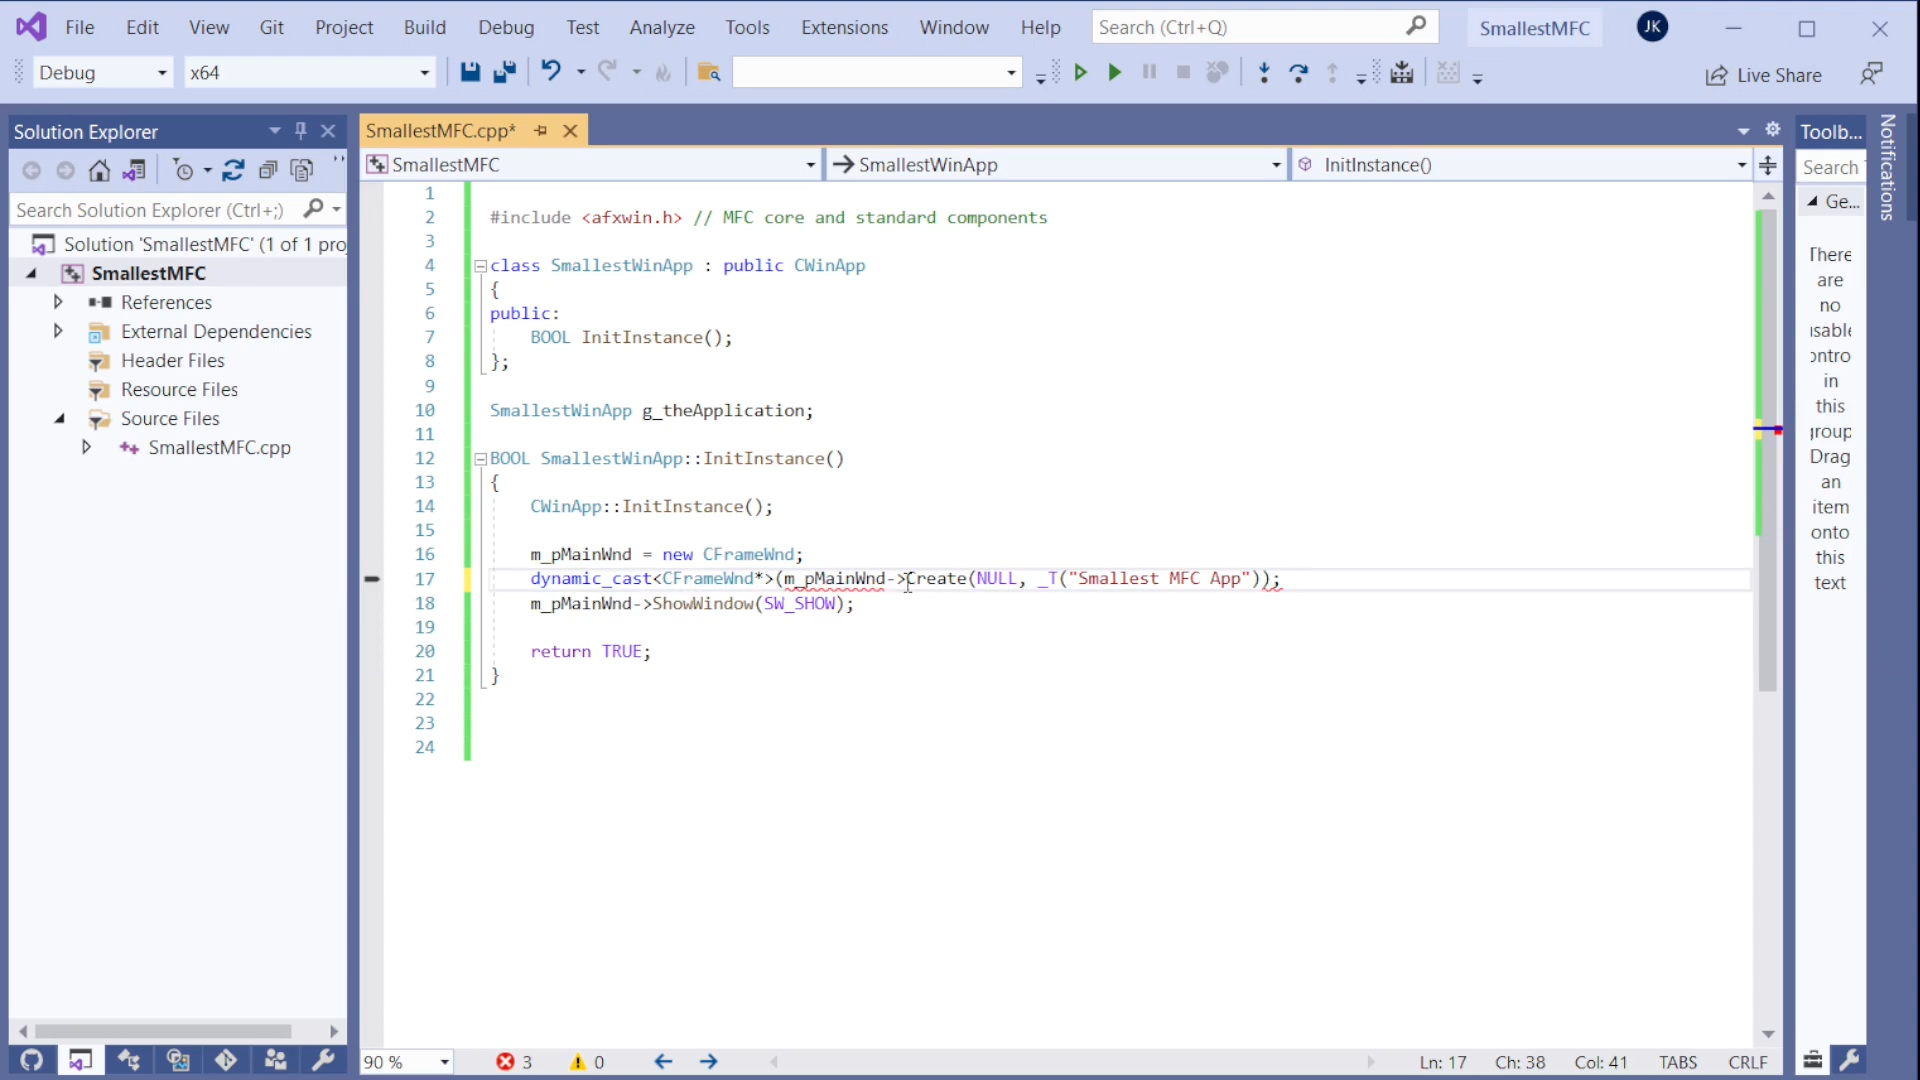 File Edit View Git Project Build Debug Test Analyze Tools Extensions Window Help Search (Ctrl+Q) SmallestMFC JK
Debug x64 Live Share
Solution Explorer
Search Solution Explorer (Ctrl+;)
Solution 'SmallestMFC' (1 of 1 pro
SmallestMFC
References
External Dependencies
Header Files
Resource Files
Source Files
SmallestMFC.cpp
SmallestMFC.cpp*
SmallestMFC SmallestWinApp InitInstance()
1
2 #include <afxwin.h> // MFC core and standard components
3
4 class SmallestWinApp : public CWinApp
5 {
6 public:
7 BOOL InitInstance();
8 };
9
10 SmallestWinApp g_theApplication;
11
12 BOOL SmallestWinApp::InitInstance()
13 {
14 CWinApp::InitInstance();
15
16 m_pMainWnd = new CFrameWnd;
17 dynamic_cast<CFrameWnd*>(m_pMainWnd->Create(NULL, _T("Smallest MFC App"));
18 m_pMainWnd->ShowWindow(SW_SHOW);
19
20 return TRUE;
21 }
22
23
24
90 % 3 0 Ln: 17 Ch: 38 Col: 41 TABS CRLF
Toolb...
Search
Ge...
There
are
no
usable
ontro
in
this
group
Drag
an
item
onto
this
text
Notifications